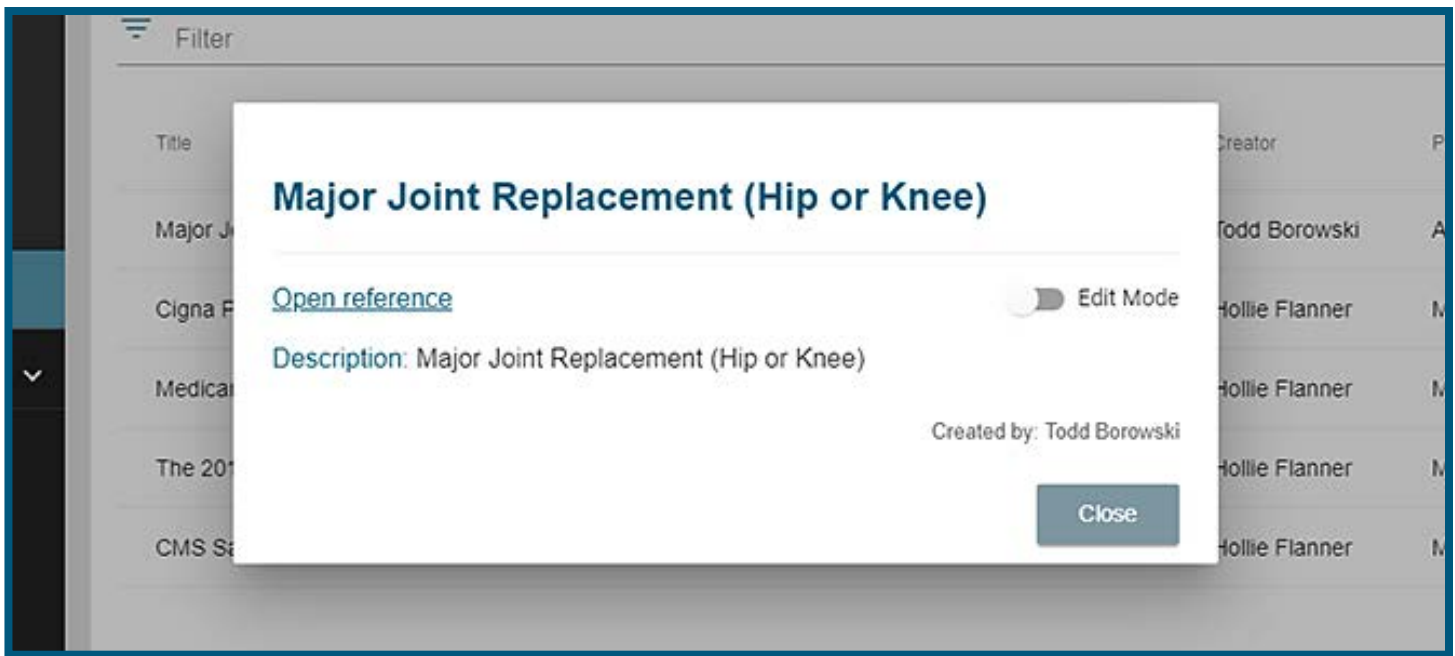 Filter
Title
Creator
Major Joint Replacement (Hip or Knee)
Major
Todd Borowski
Open reference
Edit Mode
Cigna
Hollie Flanner
Description: Major Joint Replacement (Hip or Knee)
Hollie Flanner
Created by: Todd Borowski
The
Hollie Flanner
Close
CMS
Hollie Flanner